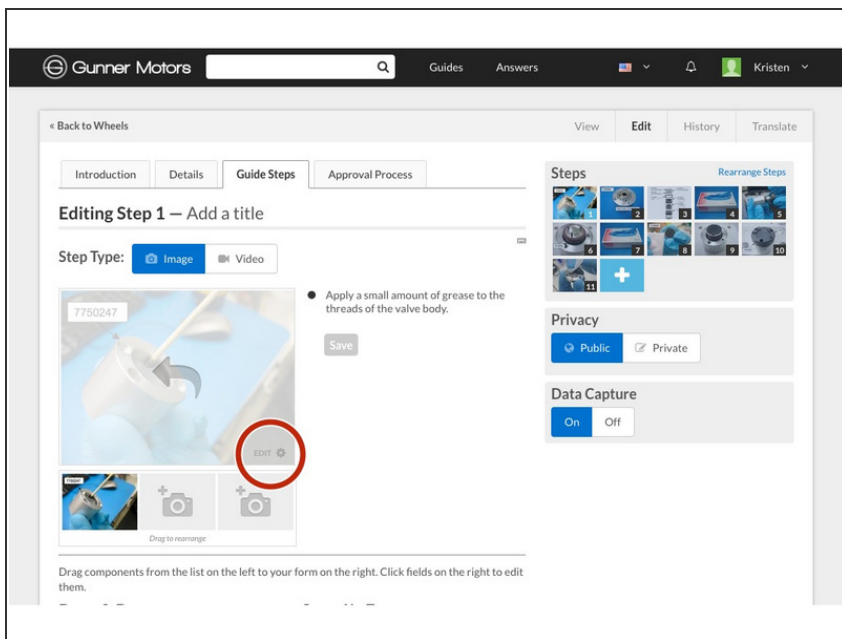 Gunner Motors
Guides Answers Kristen
« Back to Wheels
View Edit History Translate
Introduction Details Guide Steps Approval Process
Editing Step 1 — Add a title
Step Type: Image Video
7750247
EDIT
Apply a small amount of grease to the
threads of the valve body.
Save
7750247
Drag to rearrange
Drag components from the list on the left to your form on the right. Click fields on the right to edit
them.
Steps Rearrange Steps
1 2 3 4 5
6 7 8 9 10
11
Privacy
Public Private
Data Capture
On Off